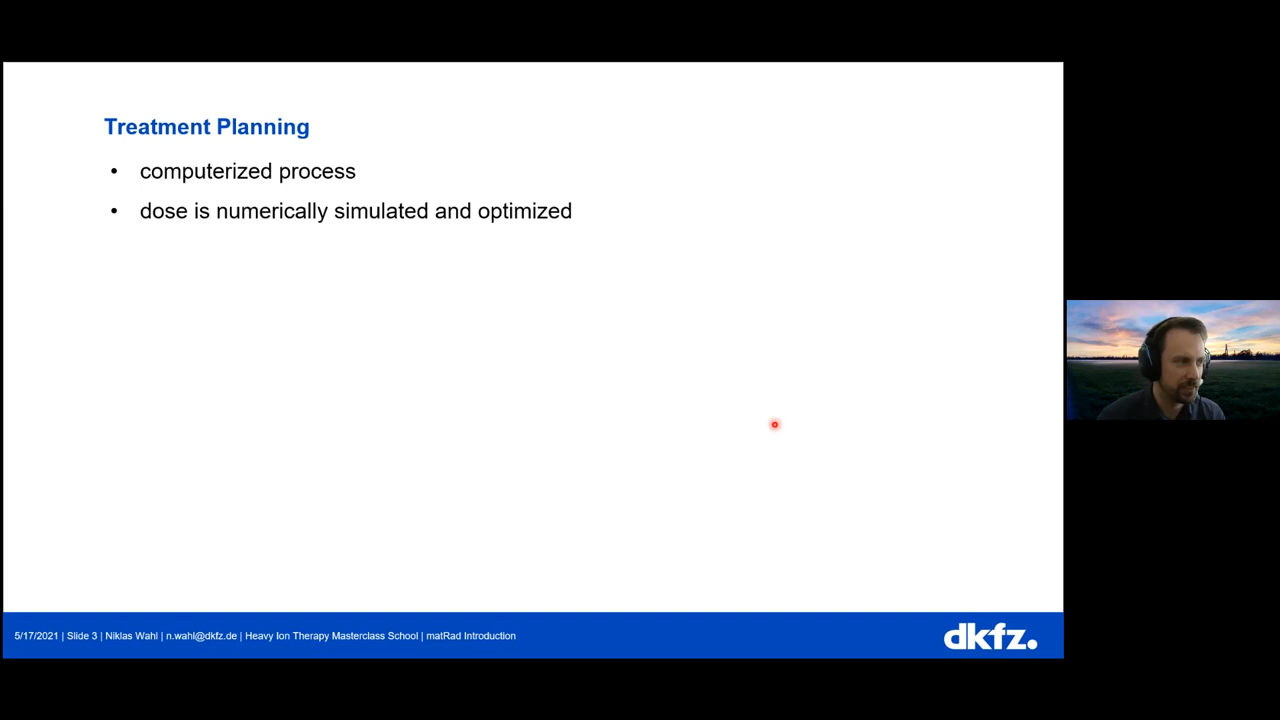 Treatment Planning
• computerized process
• dose is numerically simulated and optimized
5/17/2021 | Slide 3 | Niklas Wahl | n.wahl@dkfz.de | Heavy Ion Therapy Masterclass School | matRad Introduction
dkfz.